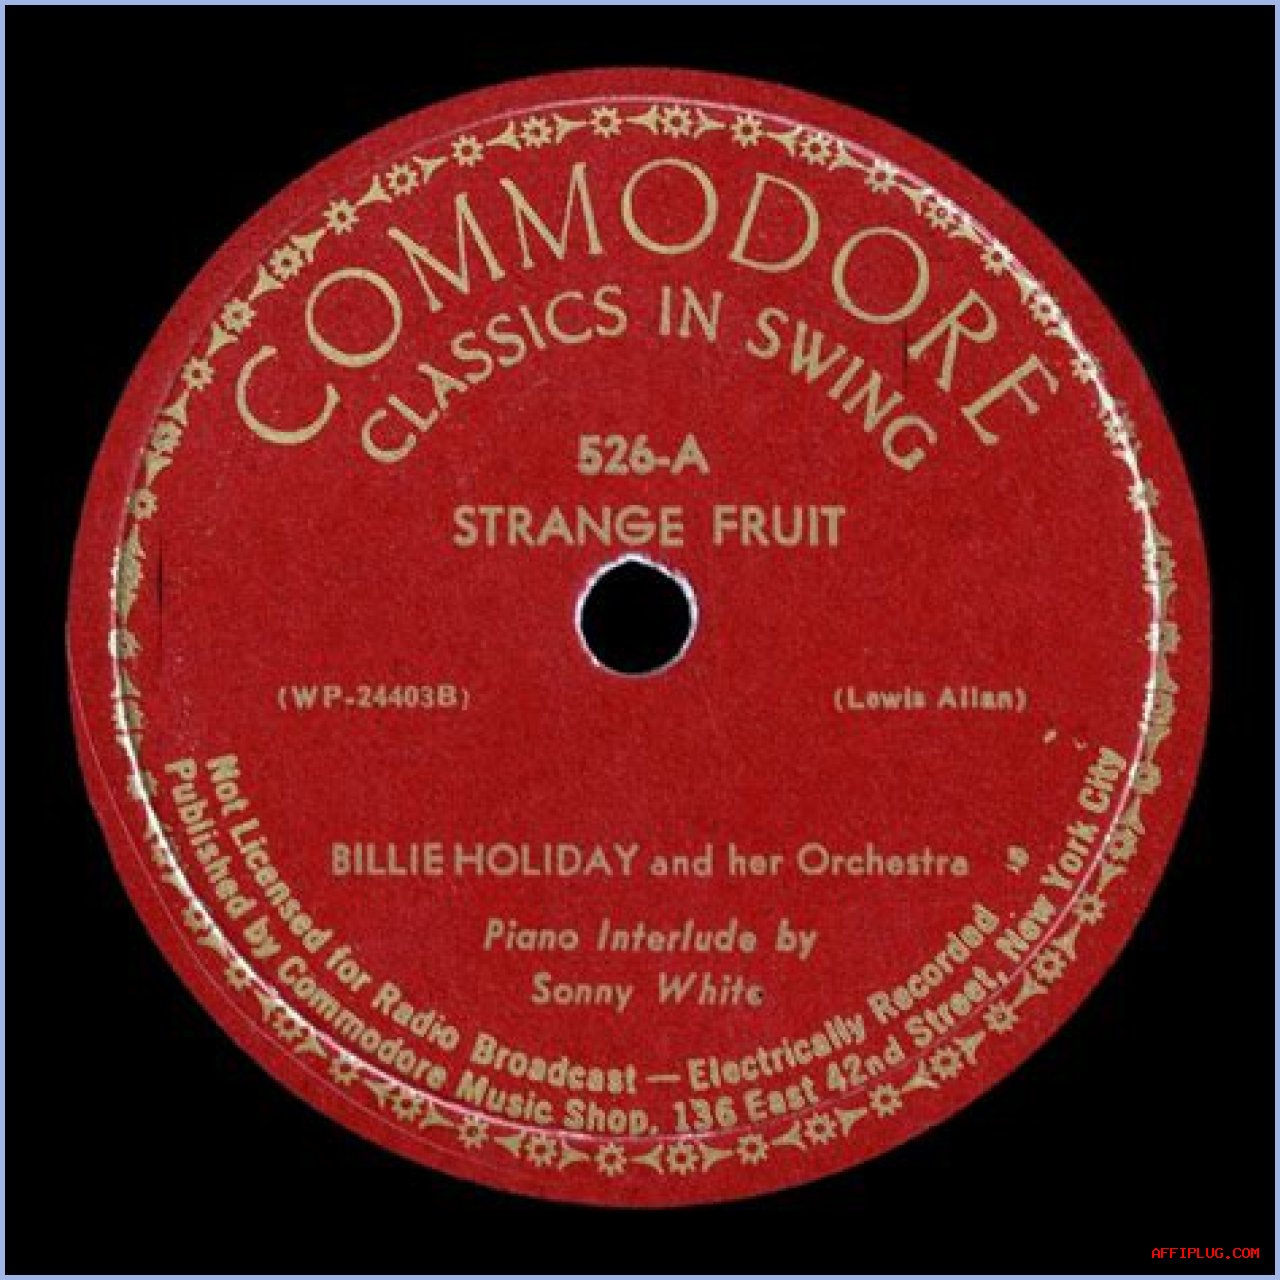 COMMODORE
CLASSICS IN SWING
526-A
STRANGE FRUIT
(WP-24403B)
(Lewis Allan)
BILLIE HOLIDAY and her Orchestra
Piano Interlude by
Sonny White
Not Licensed for Radio Broadcast — Electrically Recorded
Published by Commodore Music Shop, 136 East 42nd Street, New York City
AFFIPLUG.COM